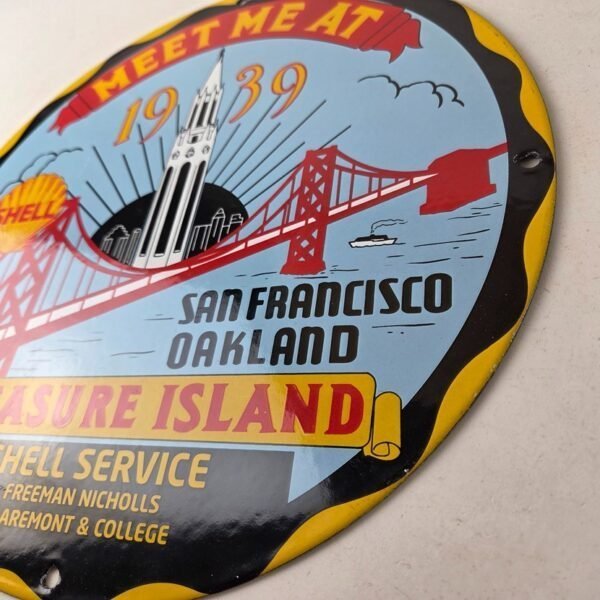 MEET ME AT
1939
SHELL
SAN FRANCISCO
OAKLAND
ASURE ISLAND
HELL SERVICE
FREEMAN NICHOLLS
AREMONT & COLLEGE